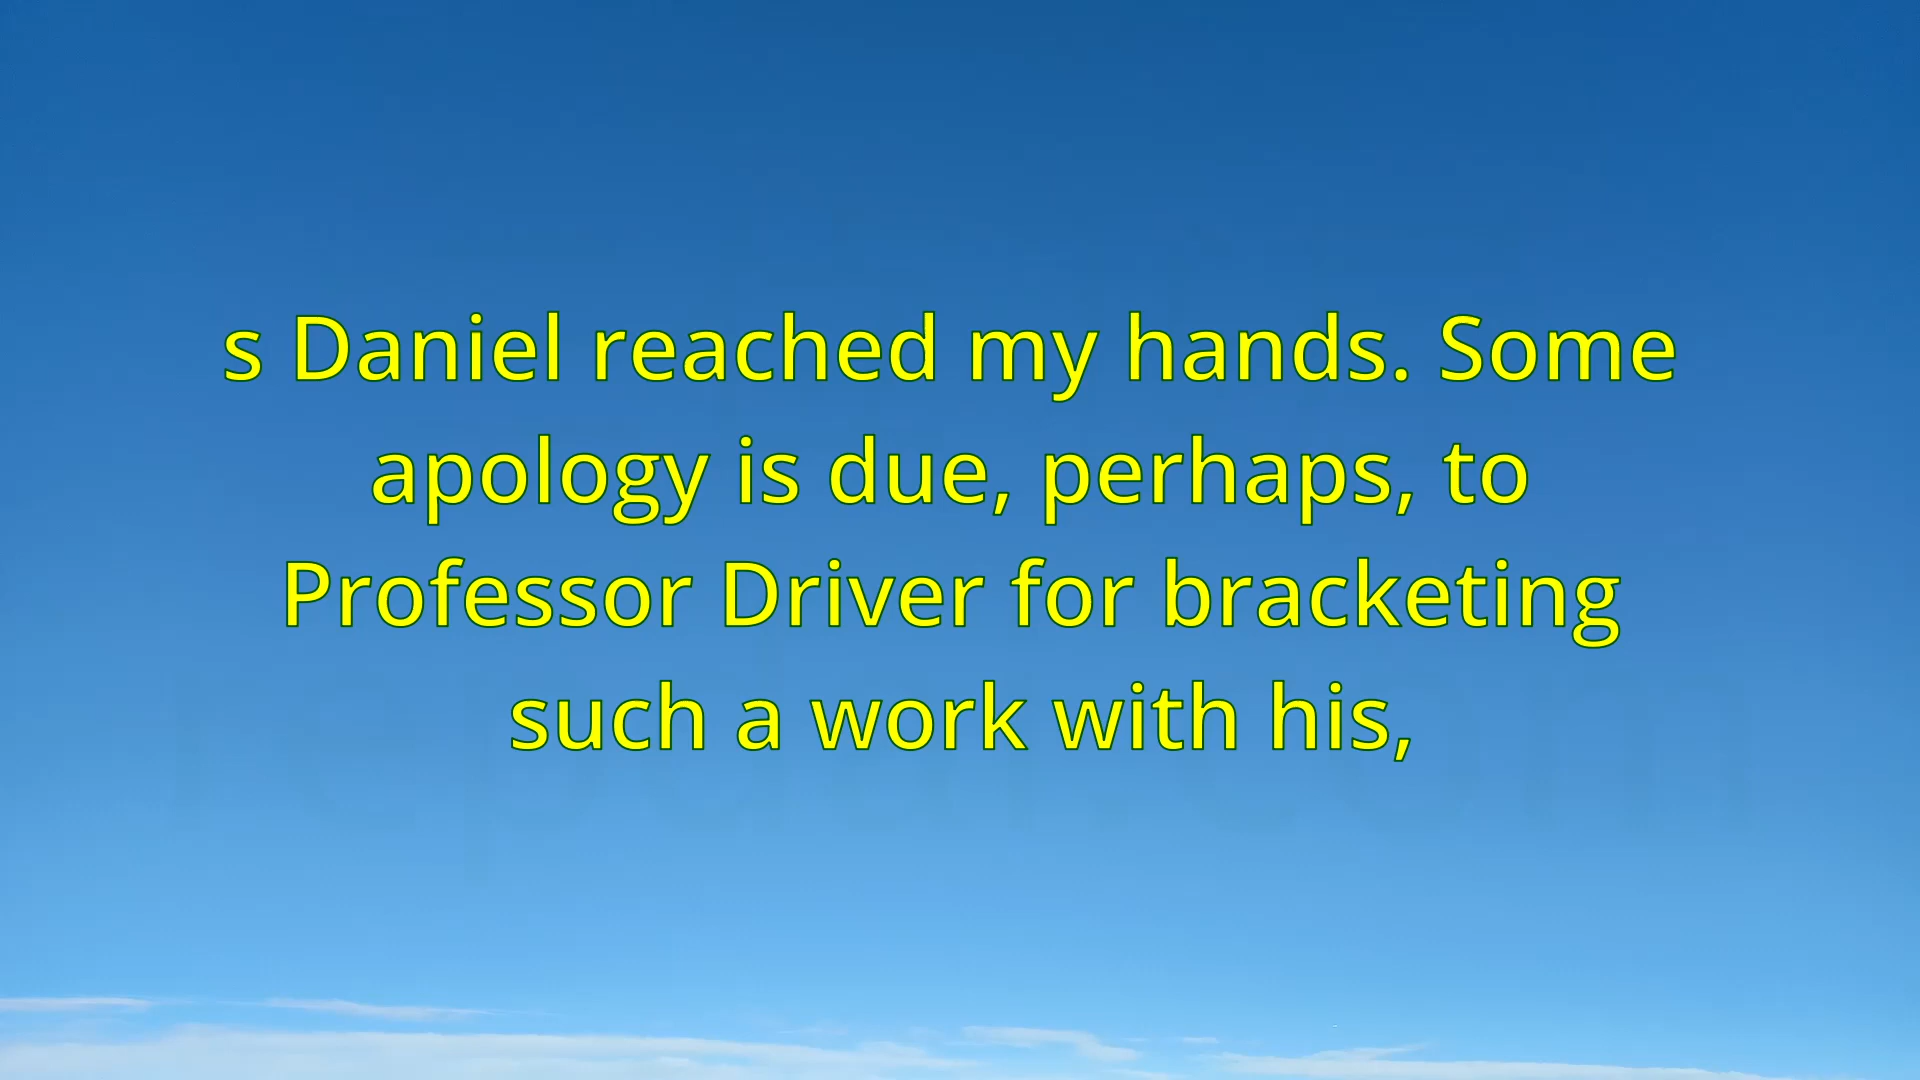 s Daniel reached my hands. Some
apology is due, perhaps, to
Professor Driver for bracketing
such a work with his,